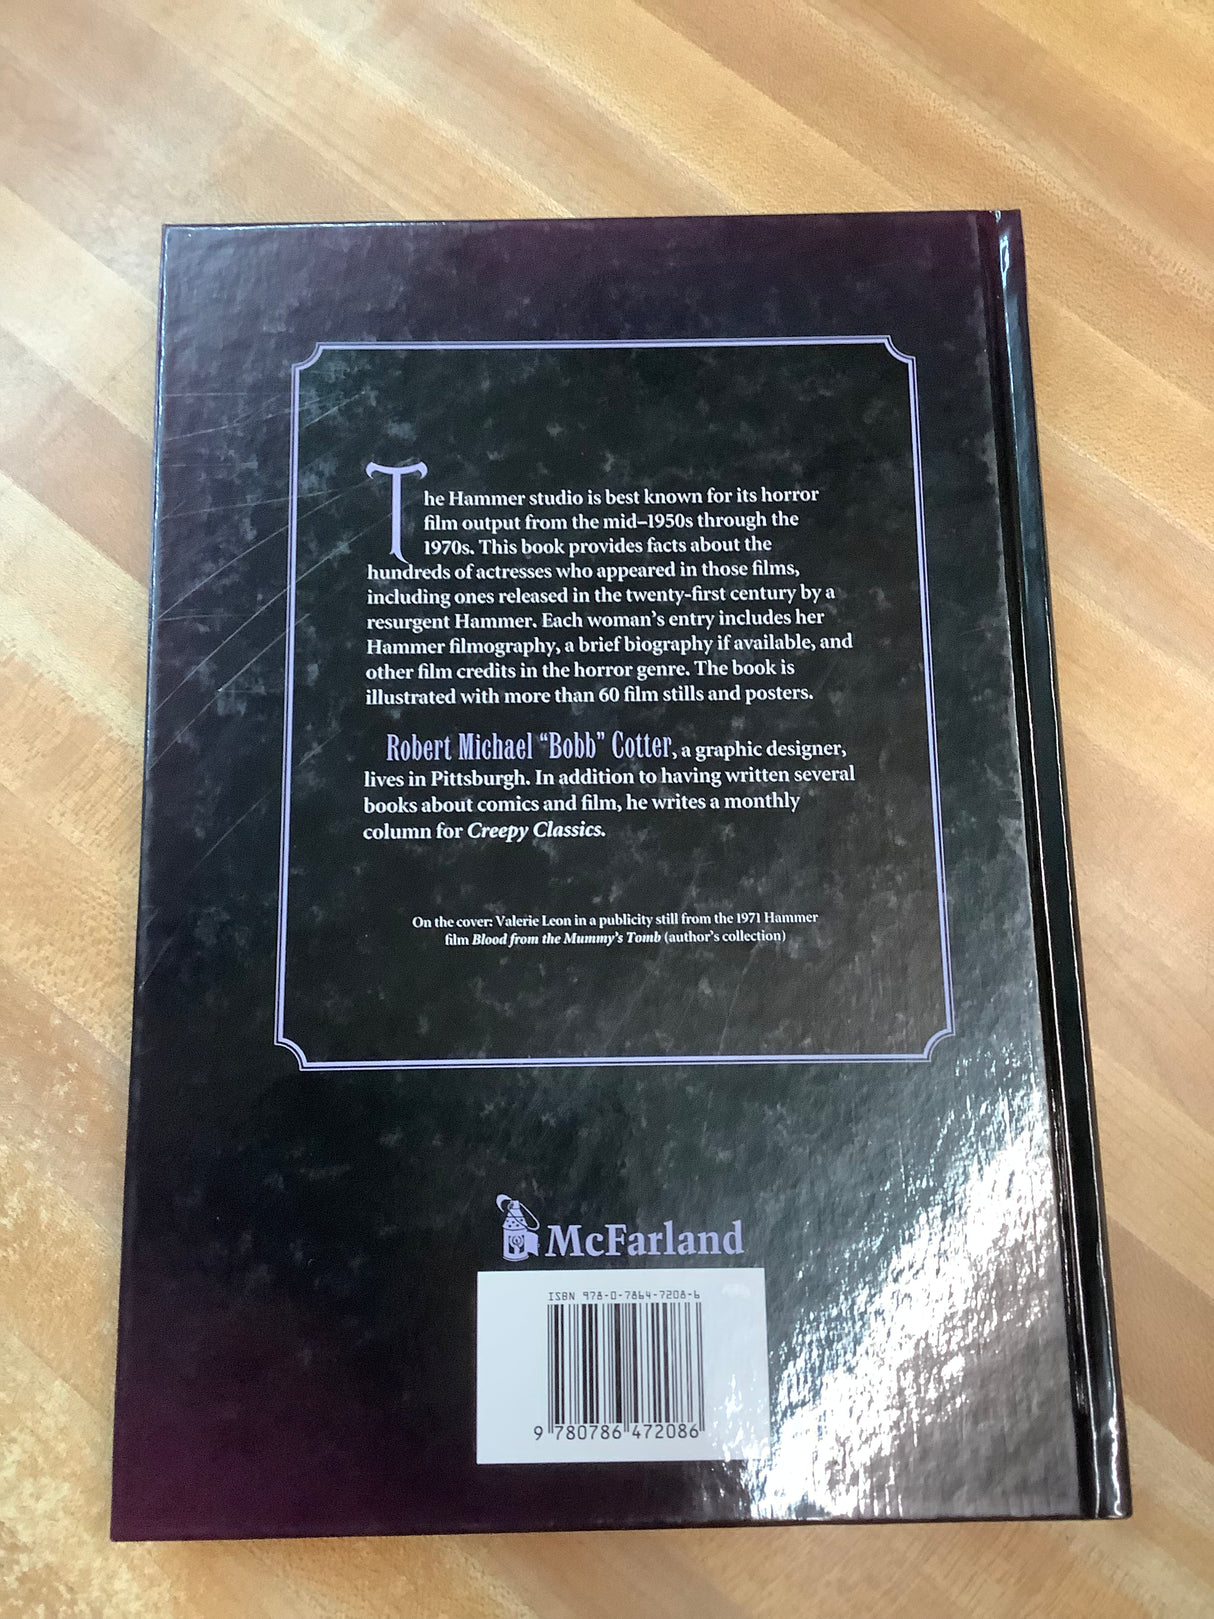 The Hammer studio is best known for its horror
film output from the mid–1950s through the
1970s. This book provides facts about the
hundreds of actresses who appeared in those films,
including ones released in the twenty-first century by a
resurgent Hammer. Each woman's entry includes her
Hammer filmography, a brief biography if available, and
other film credits in the horror genre. The book is
illustrated with more than 60 film stills and posters.
Robert Michael “Bobb” Cotter, a graphic designer,
lives in Pittsburgh. In addition to having written several
books about comics and film, he writes a monthly
column for Creepy Classics.
On the cover: Valerie Leon in a publicity still from the 1971 Hammer
film Blood from the Mummy's Tomb (author's collection)
McFarland
ISBN 978-0-7864-7208-6
9 780786 472086